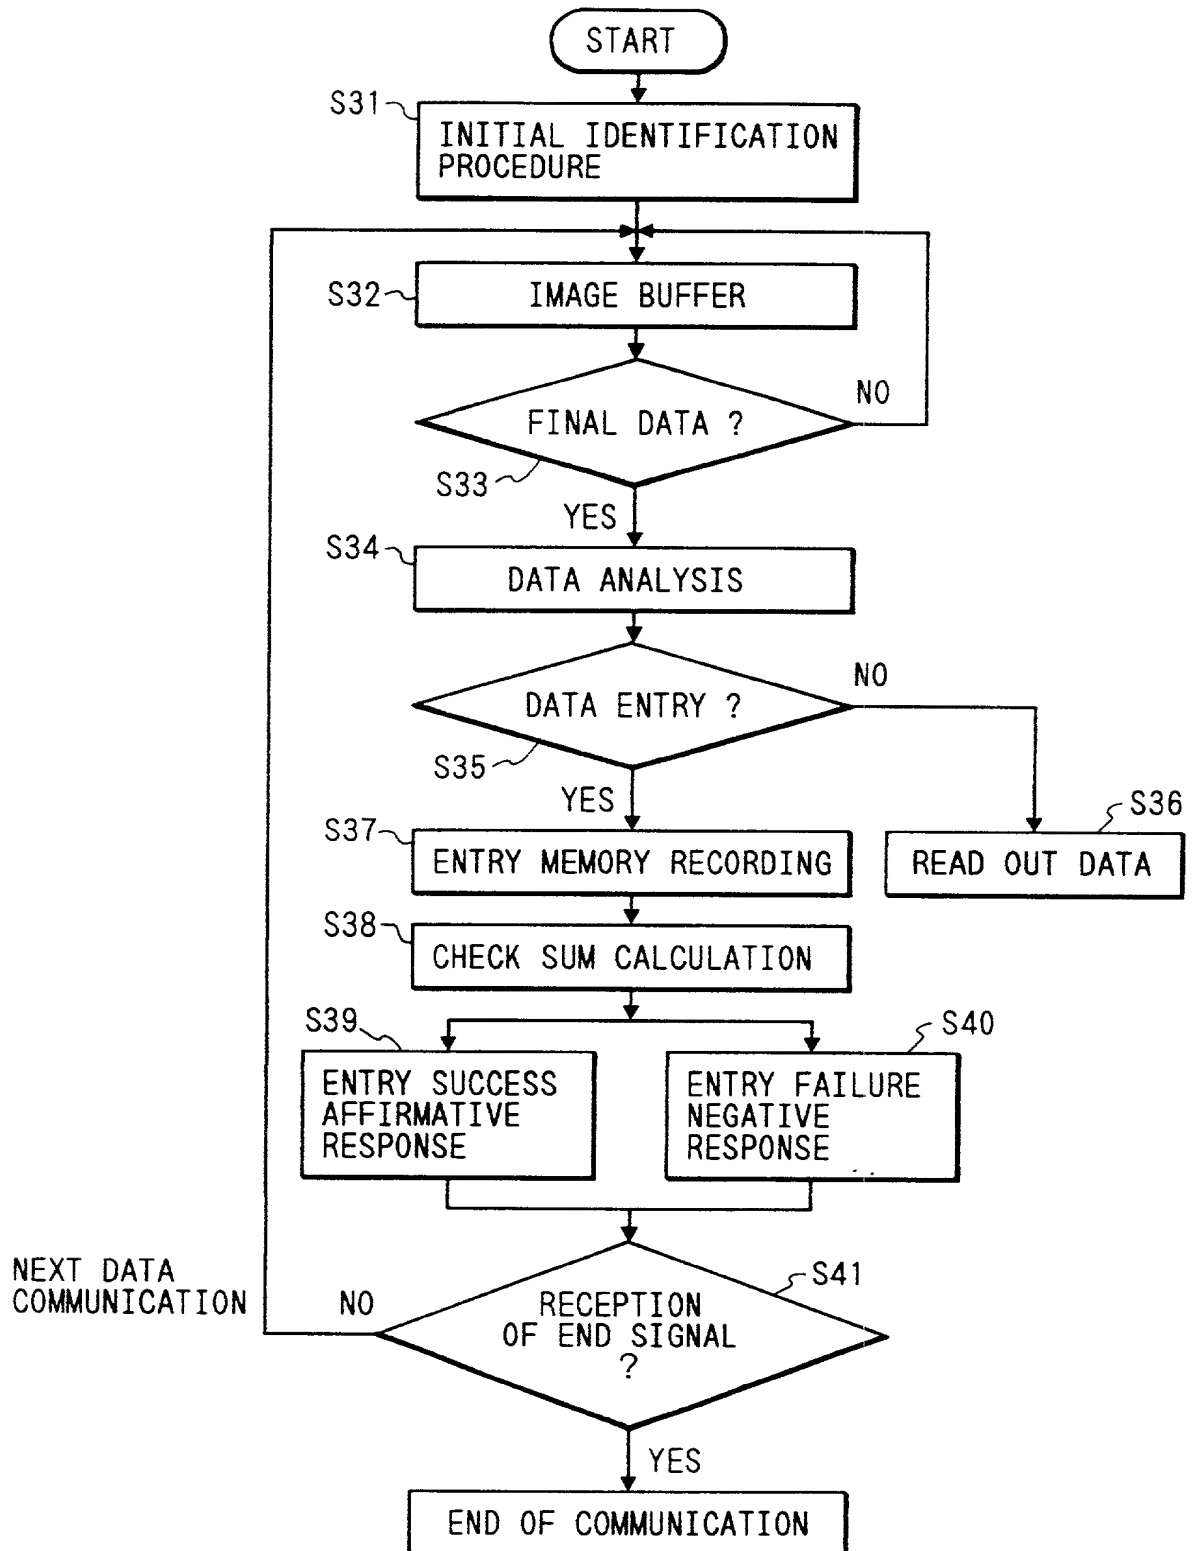 START
S31
INITIAL IDENTIFICATION
PROCEDURE
S32
IMAGE BUFFER
FINAL DATA ?
NO
S33
YES
S34
DATA ANALYSIS
DATA ENTRY ?
NO
S35
YES
S36
READ OUT DATA
S37
ENTRY MEMORY RECORDING
S38
CHECK SUM CALCULATION
S39
ENTRY SUCCESS
AFFIRMATIVE
RESPONSE
S40
ENTRY FAILURE
NEGATIVE
RESPONSE
NEXT DATA
COMMUNICATION
NO
S41
RECEPTION
OF END SIGNAL
?
YES
END OF COMMUNICATION